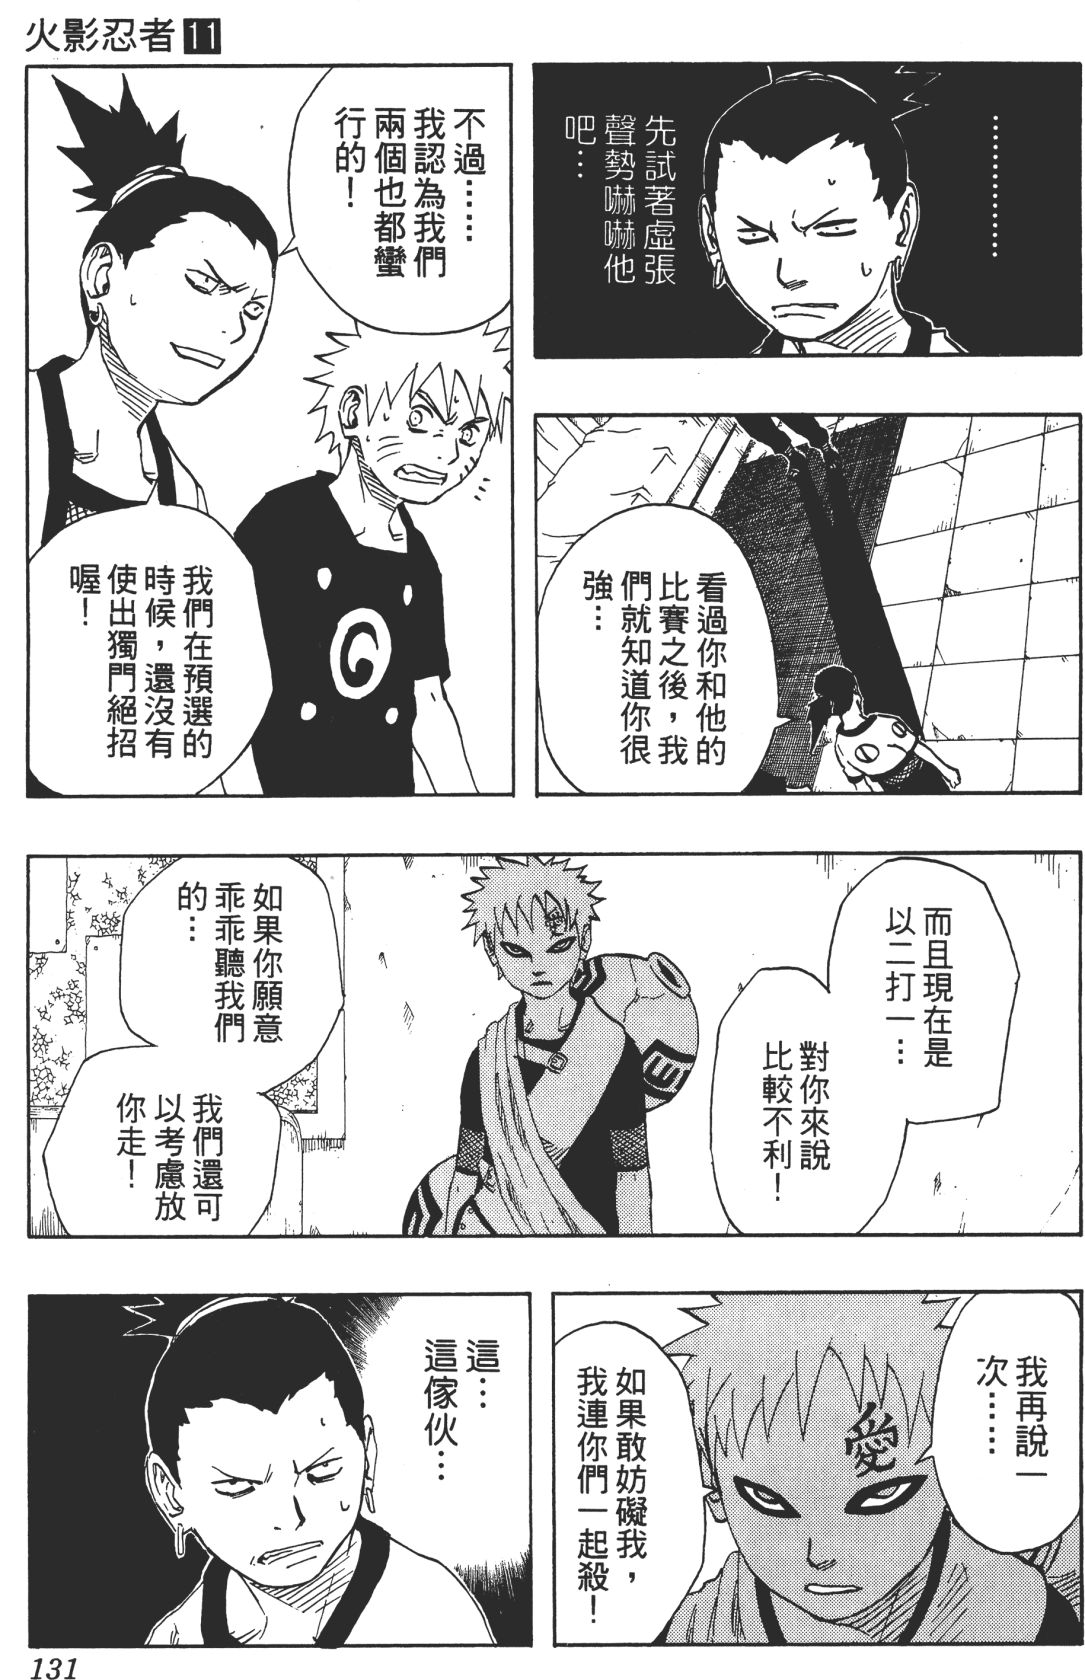 火影忍者11
…………
先試著虛張
聲勢嚇嚇他
吧…
看過你和他的
比賽之後，我
們就知道你很
強…
不過……
我認為我們
兩個也都蠻
行的！
我們在預選的
時候，還沒有
使出獨門絕招
喔！
而且現在是
以二打一…
對你來說
比較不利！
如果你願意
乖乖聽我們
的…
我們還可
以考慮放
你走！
我再說一
次……
愛
如果敢妨礙我，
我連你們一起殺！
這…
這傢伙…
131